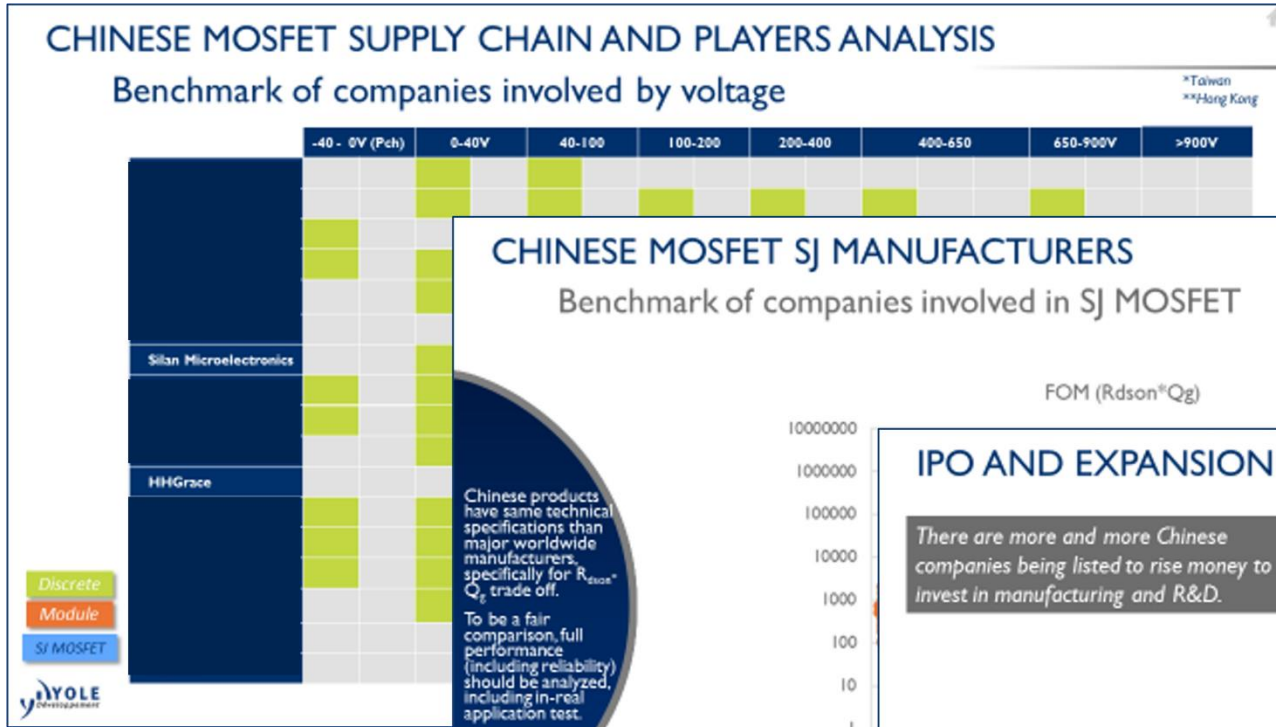 CHINESE MOSFET SUPPLY CHAIN AND PLAYERS ANALYSIS
Benchmark of companies involved by voltage
*Taiwan
**Hong Kong
-40 - 0V (Pch) 0-40V 40-100 100-200 200-400 400-650 650-900V >900V
Silan Microelectronics
HHGrace
Discrete
Module
SJ MOSFET
YOLE
Développement
CHINESE MOSFET SJ MANUFACTURERS
Benchmark of companies involved in SJ MOSFET
Chinese products
have same technical
specifications than
major worldwide
manufacturers,
specifically for Rdson*
Qg trade off.
To be a fair
comparison, full
performance
(including reliability)
should be analyzed,
including in-real
application test.
FOM (Rdson*Qg)
10000000
1000000
100000
10000
1000
100
10
IPO AND EXPANSION
There are more and more Chinese
companies being listed to rise money to
invest in manufacturing and R&D.